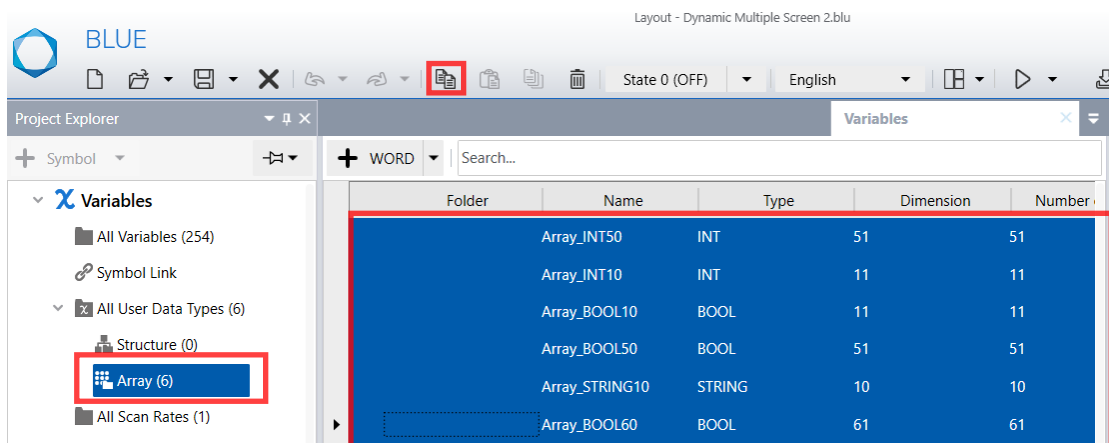 Layout - Dynamic Multiple Screen 2.blu
BLUE
State 0 (OFF) English
Project Explorer Variables
Symbol WORD Search...
Variables Folder Name Type Dimension Number
All Variables (254) Array_INT50 INT 51 51
Symbol Link Array_INT10 INT 11 11
All User Data Types (6) Array_BOOL10 BOOL 11 11
Structure (0) Array_BOOL50 BOOL 51 51
Array (6) Array_STRING10 STRING 10 10
All Scan Rates (1) Array_BOOL60 BOOL 61 61